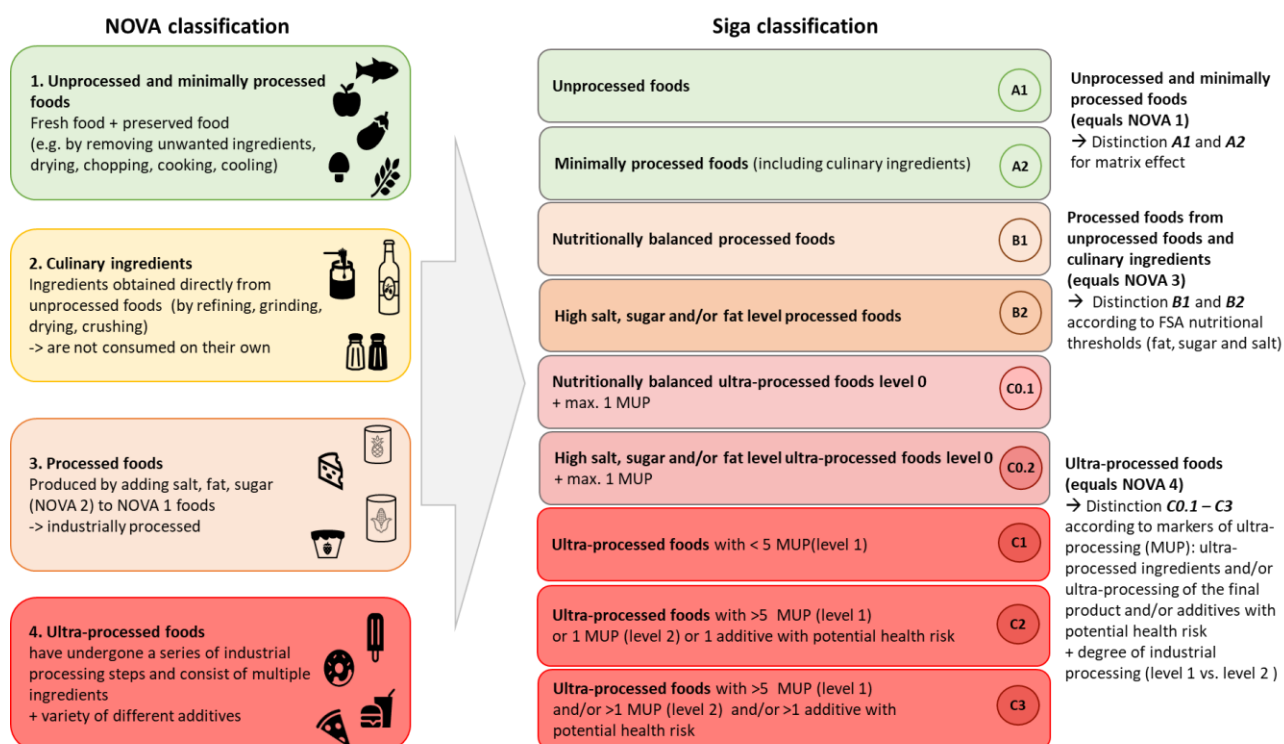 NOVA classification
1. Unprocessed and minimally processed
foods
Fresh food + preserved food
(e.g. by removing unwanted ingredients,
drying, chopping, cooking, cooling)
2. Culinary ingredients
Ingredients obtained directly from
unprocessed foods (by refining, grinding,
drying, crushing)
-> are not consumed on their own
3. Processed foods
Produced by adding salt, fat, sugar
(NOVA 2) to NOVA 1 foods
-> industrially processed
4. Ultra-processed foods
have undergone a series of industrial
processing steps and consist of multiple
ingredients
+ variety of different additives
Siga classification
Unprocessed foods
A1
Minimally processed foods (including culinary ingredients)
A2
Nutritionally balanced processed foods
B1
High salt, sugar and/or fat level processed foods
B2
Nutritionally balanced ultra-processed foods level 0
+ max. 1 MUP
C0.1
High salt, sugar and/or fat level ultra-processed foods level 0
+ max. 1 MUP
C0.2
Ultra-processed foods with < 5 MUP(level 1)
C1
Ultra-processed foods with >5 MUP (level 1)
or 1 MUP (level 2) or 1 additive with potential health risk
C2
Ultra-processed foods with >5 MUP (level 1)
and/or >1 MUP (level 2) and/or >1 additive with
potential health risk
C3
Unprocessed and minimally
processed foods
(equals NOVA 1)
→ Distinction A1 and A2
for matrix effect
Processed foods from
unprocessed foods and
culinary ingredients
(equals NOVA 3)
→ Distinction B1 and B2
according to FSA nutritional
thresholds (fat, sugar and salt)
Ultra-processed foods
(equals NOVA 4)
→ Distinction C0.1 – C3
according to markers of ultra-
processing (MUP): ultra-
processed ingredients and/or
ultra-processing of the final
product and/or additives with
potential health risk
+ degree of industrial
processing (level 1 vs. level 2 )